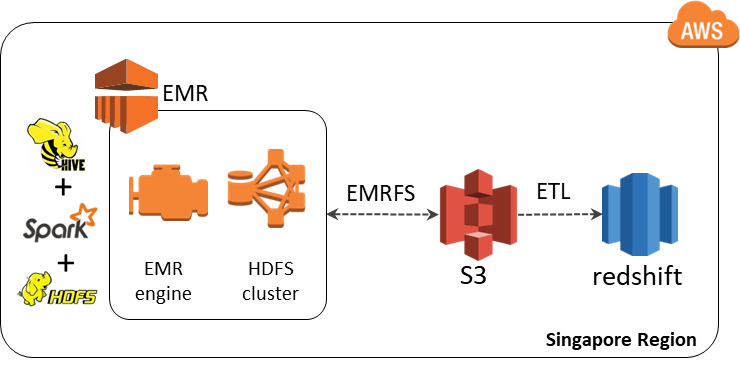 AWS
EMR
HIVE
+
Spark
+
HDFS
EMR
engine
HDFS
cluster
EMRFS
S3
ETL
redshift
Singapore Region